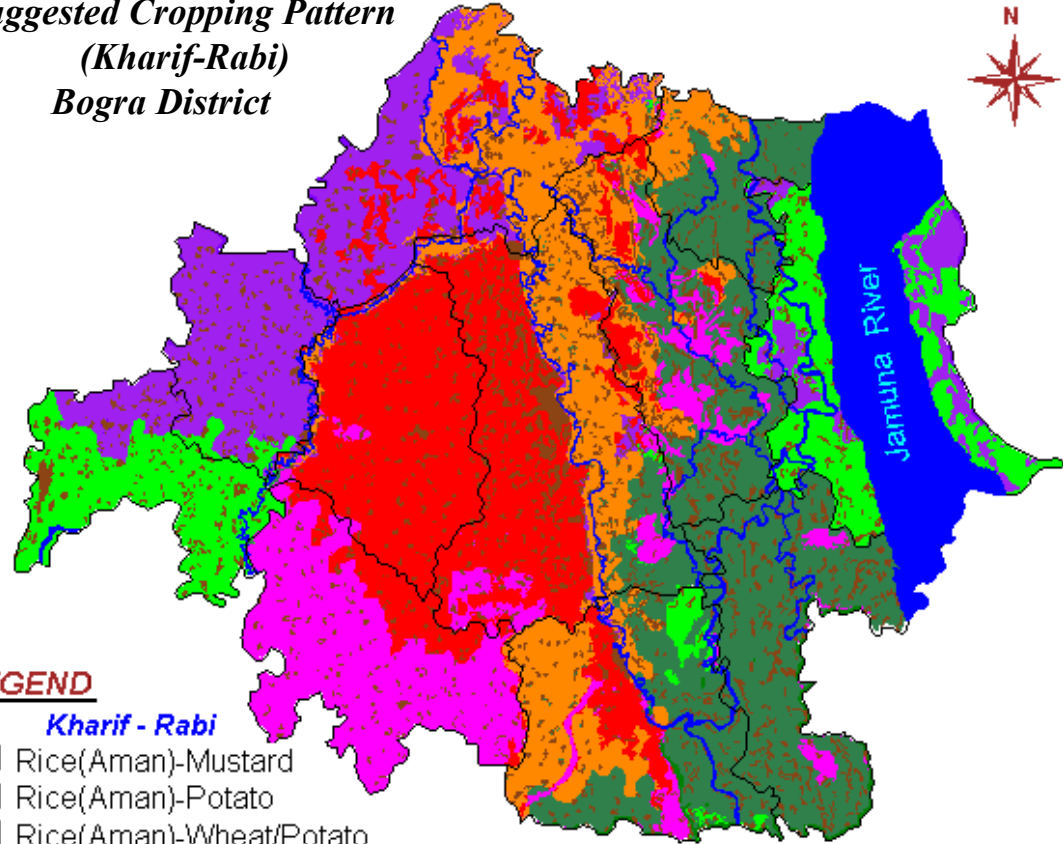 uggested Cropping Pattern
(Kharif-Rabi)
Bogra District
N
Jamuna River
GEND
Kharif - Rabi
Rice(Aman)-Mustard
Rice(Aman)-Potato
Rice(Aman)-Wheat/Potato